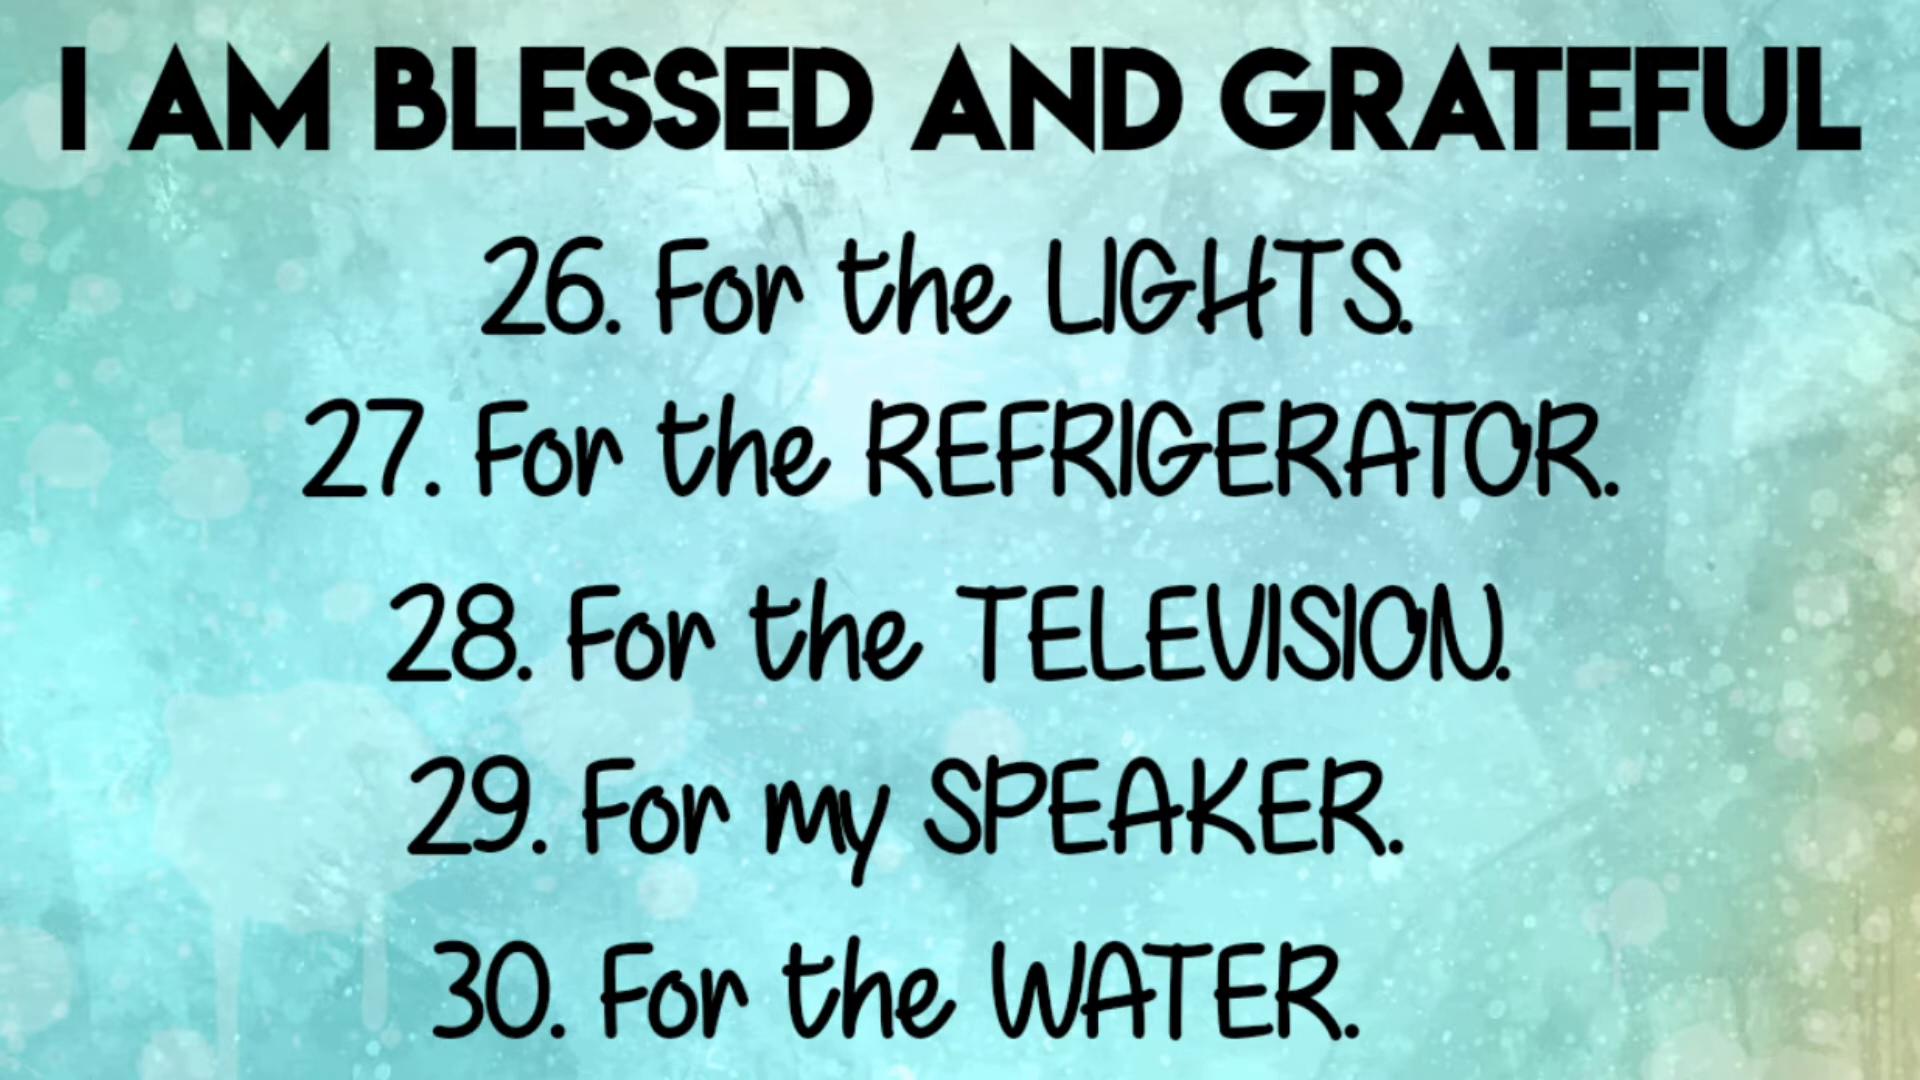 I AM BLESSED AND GRATEFUL
26. For the LIGHTS.
27. For the REFRIGERATOR.
28. For the TELEVISION.
29. For my SPEAKER.
30. For the WATER.